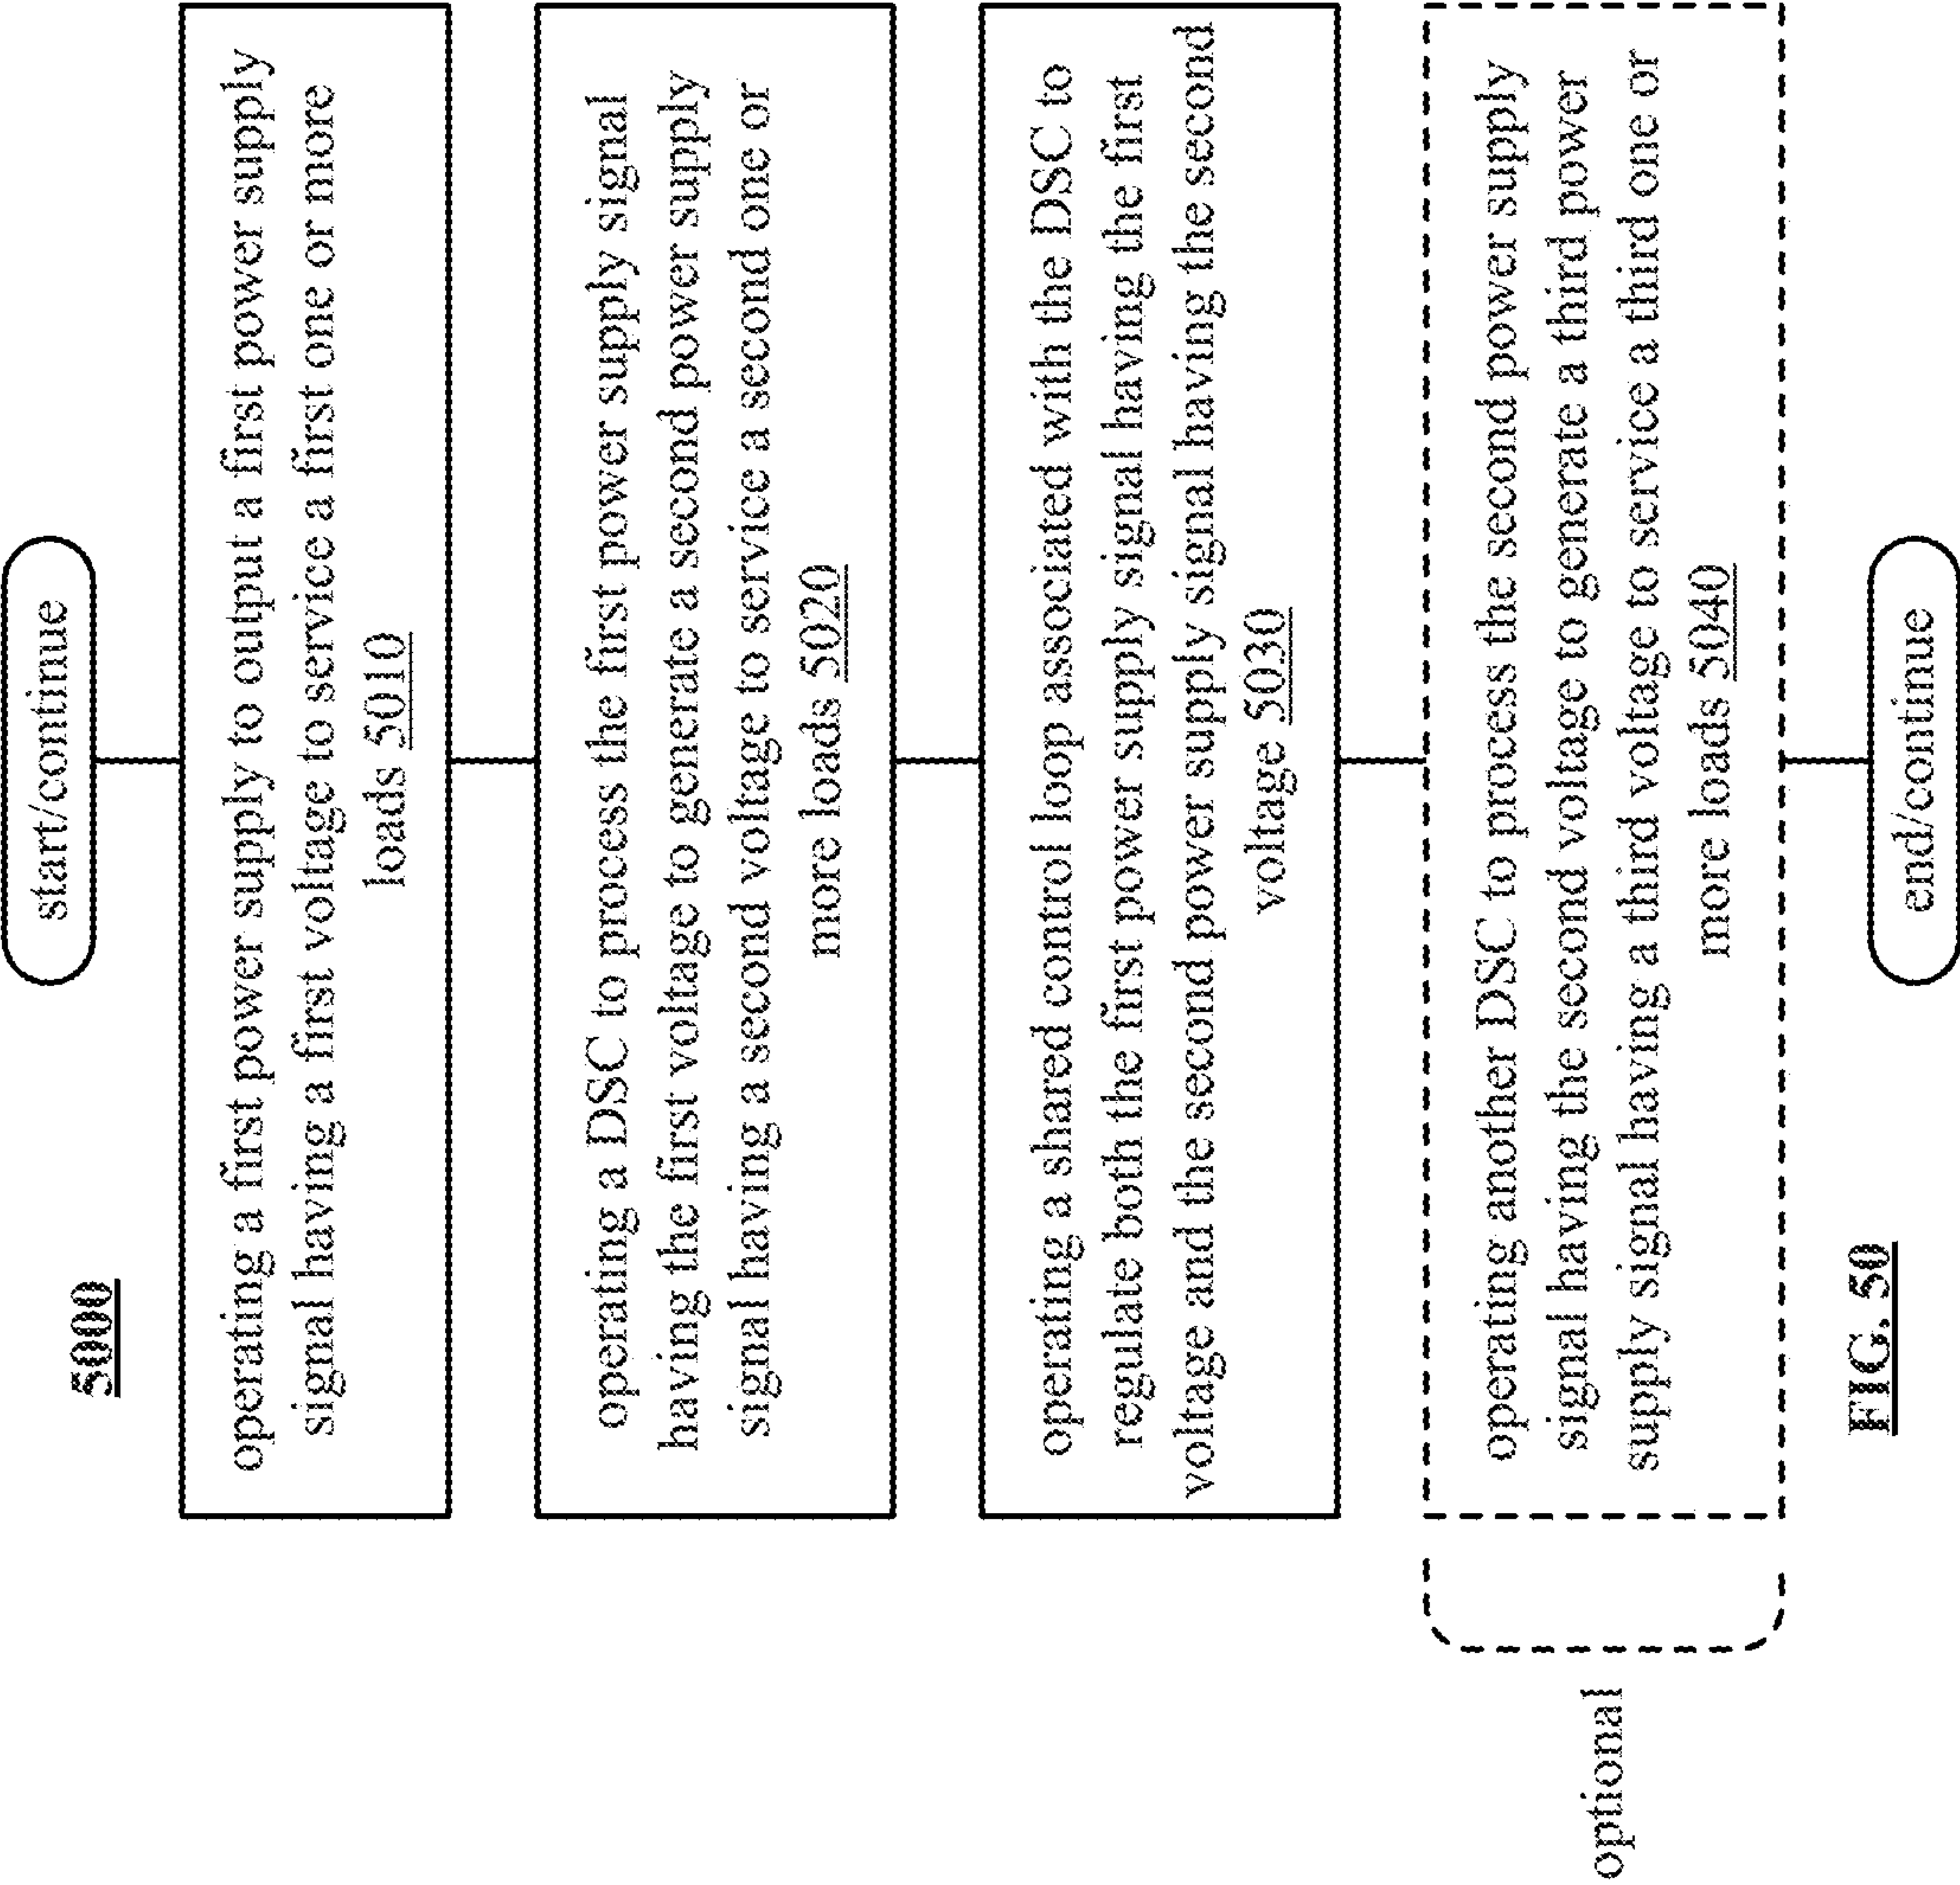 5000
start/continue
operating a first power supply to output a first power supply
signal having a first voltage to service a first one or more
loads 5010
operating a DSC to process the first power supply signal
having the first voltage to generate a second power supply
signal having a second voltage to service a second one or
more loads 5020
operating a shared control loop associated with the DSC to
regulate both the first power supply signal having the first
voltage and the second power supply signal having the second
voltage 5030
optional
operating another DSC to process the second power supply
signal having the second voltage to generate a third power
supply signal having a third voltage to service a third one or
more loads 5040
end/continue
FIG. 50